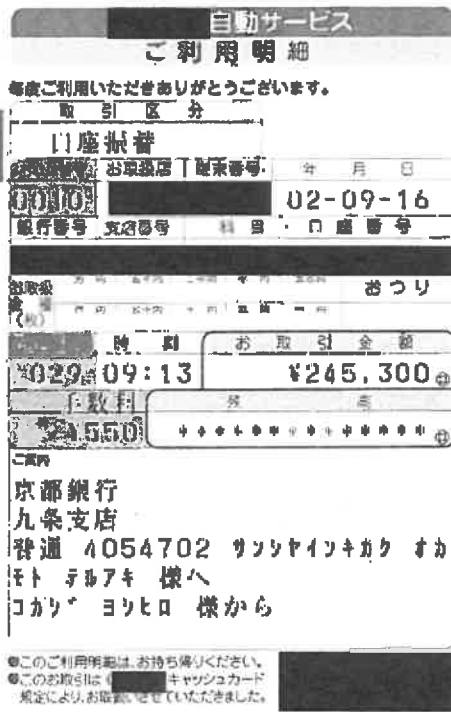 自動サービス
ご利用明細
毎度ご利用いただきありがとうございます。
取引区分
口座振替
お取扱店 端末番号 年 月 日
02-09-16
銀行番号 支店番号 科目・口座番号
お取扱 おつり
時刻 お取引金額
029 09:13 ¥245,300
手数料 残高
550 *************
ご案内
京都銀行
九条支店
普通 4054702 サンシヤインキカク オカ
モト テルアキ 様へ
コカジ ヨシヒロ 様から
●このご利用明細は、お持ち帰りください。
●このお取引は キャッシュカード
規定により、お取扱いさせていただきました。